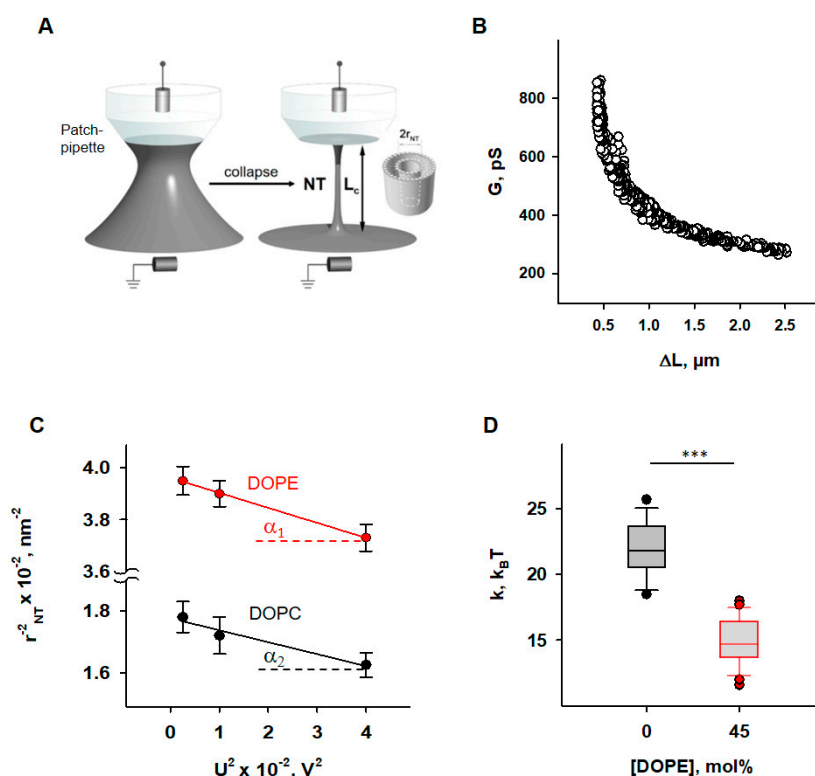 A
Patch-
pipette
collapse
NT
L_c
2r_NT
B
G, pS
800
600
400
200
0.5 1.0 1.5 2.0 2.5
ΔL, µm
C
r^-2_NT x 10^-2, nm^-2
4.0
3.8
3.6
1.8
1.6
DOPE
α_1
DOPC
α_2
0 1 2 3 4
U^2 x 10^-2, V^2
D
k, k_BT
25
20
15
***
0 45
[DOPE], mol%